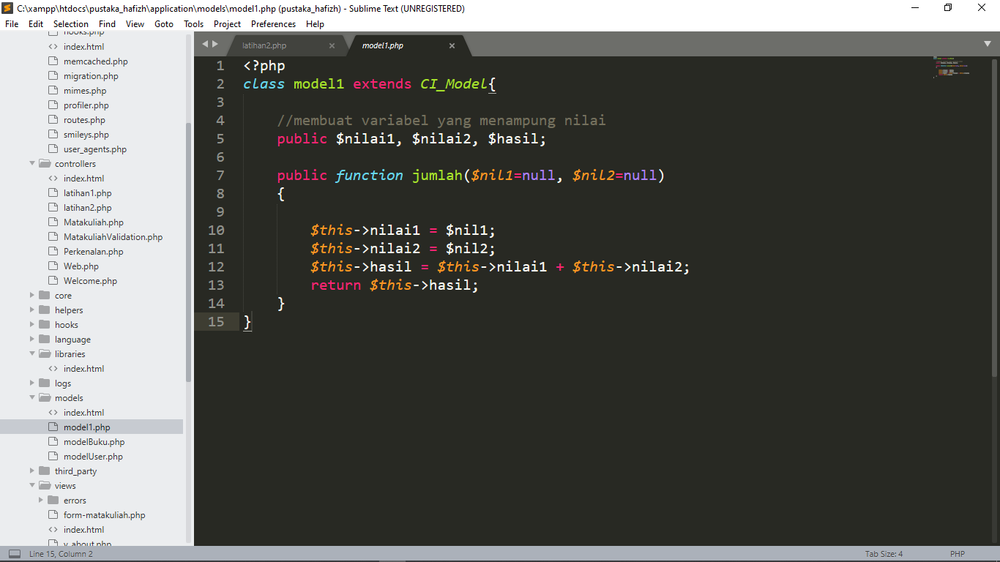 C:\xampp\htdocs\pustaka_hafizh\application\models\model1.php (pustaka_hafizh) - Sublime Text (UNREGISTERED)
File Edit Selection Find View Goto Tools Project Preferences Help
hooks.php
index.html
memcached.php
migration.php
mimes.php
profiler.php
routes.php
smileys.php
user_agents.php
controllers
index.html
latihan1.php
latihan2.php
Matakuliah.php
MatakuliahValidation.php
Perkenalan.php
Web.php
Welcome.php
core
helpers
hooks
language
libraries
index.html
logs
models
index.html
model1.php
modelBuku.php
modelUser.php
third_party
views
errors
form-matakuliah.php
index.html
v_about.php
latihan2.php × model1.php ×
1 <?php
2 class model1 extends CI_Model{
3
4 //membuat variabel yang menampung nilai
5 public $nilai1, $nilai2, $hasil;
6
7 public function jumlah($nil1=null, $nil2=null)
8 {
9
10 $this->nilai1 = $nil1;
11 $this->nilai2 = $nil2;
12 $this->hasil = $this->nilai1 + $this->nilai2;
13 return $this->hasil;
14 }
15 }
Line 15, Column 2 Tab Size: 4 PHP